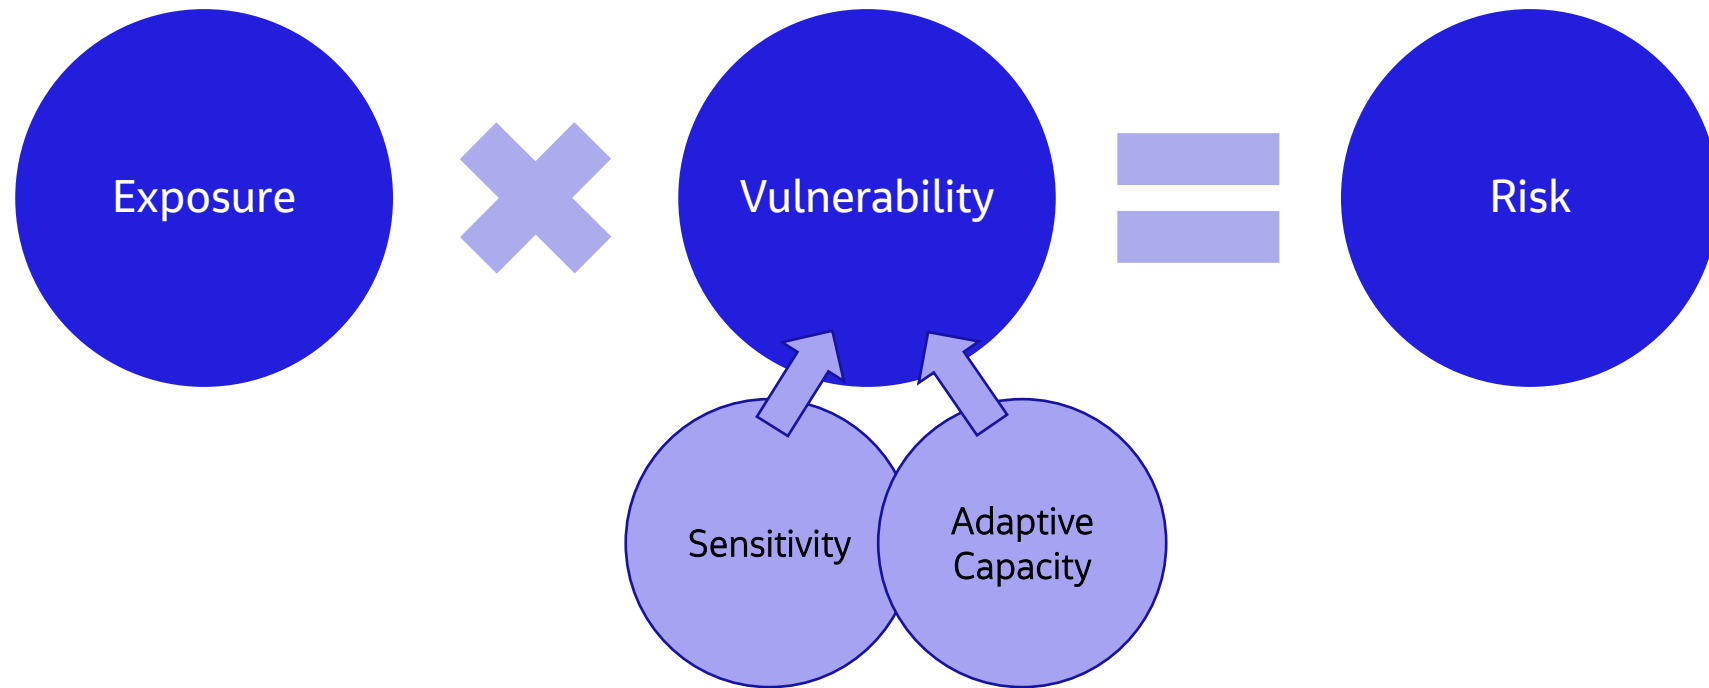 Exposure
Vulnerability
Risk
Sensitivity
Adaptive
Capacity